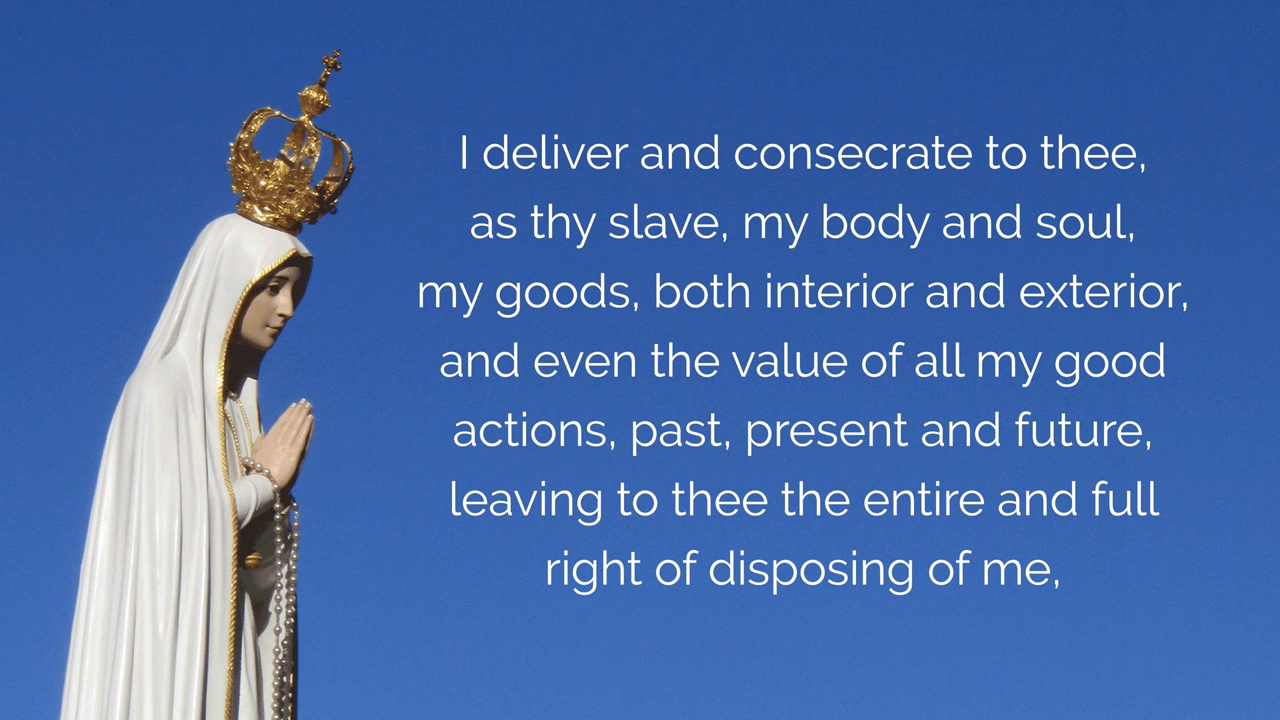 I deliver and consecrate to thee,
as thy slave, my body and soul,
my goods, both interior and exterior,
and even the value of all my good
actions, past, present and future,
leaving to thee the entire and full
right of disposing of me,